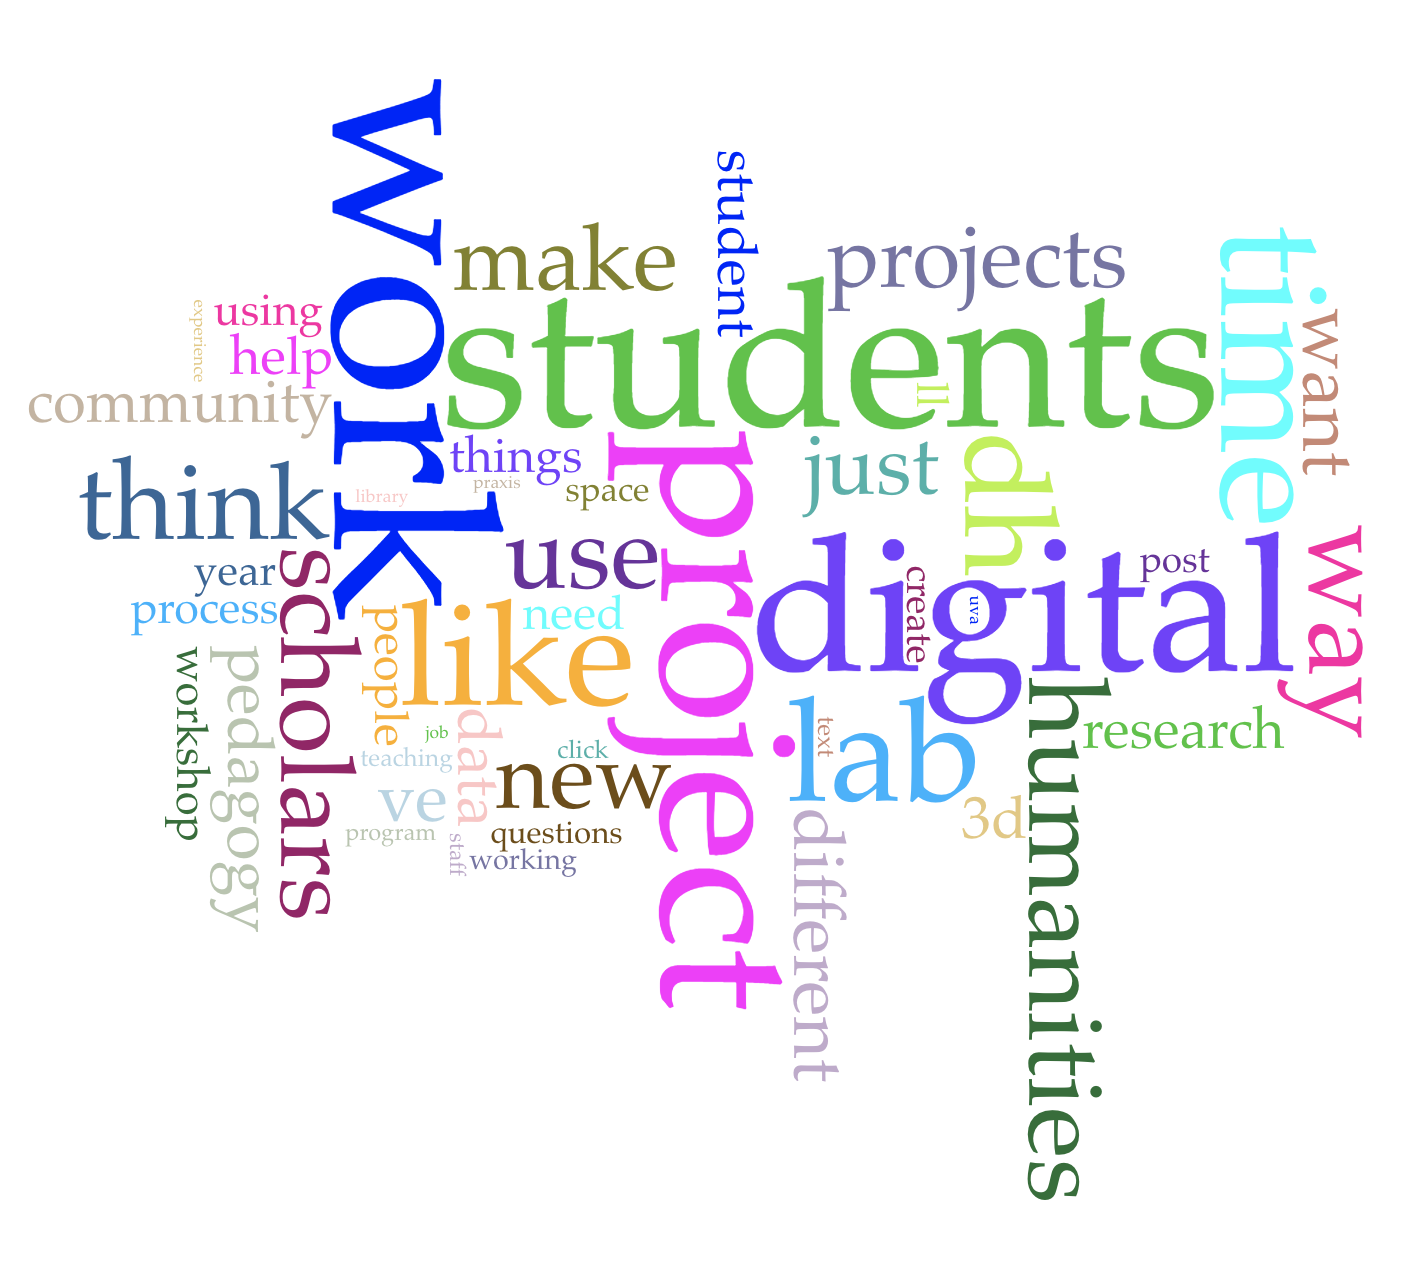 work
student
make
projects
time
using
experience
students
want
help
community
ll
things
just
dh
think
praxis
library
space
project
use
digital
way
post
scholars
year
process
people
like
need
create
uva
workshop
pedagogy
humanities
lab
data
text
research
job
teaching
click
new
ve
3d
program
staff
questions
working
different